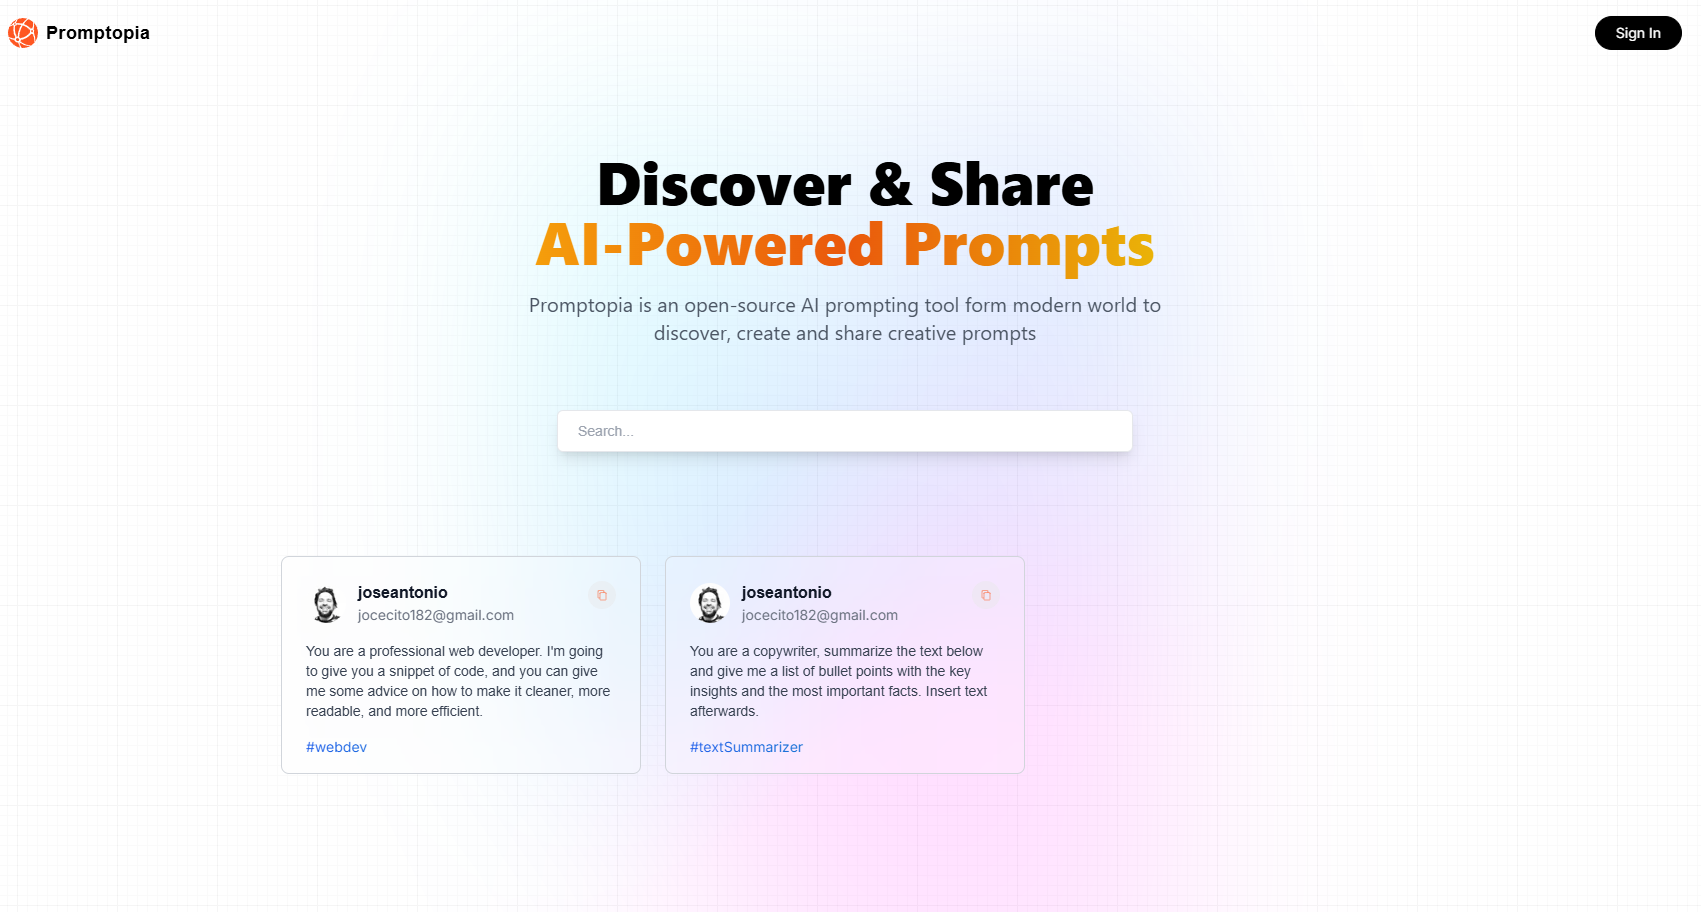 Promptopia
Sign In
Discover & Share
AI-Powered Prompts
Promptopia is an open-source AI prompting tool form modern world to
discover, create and share creative prompts
Search...
joseantonio
jocecito182@gmail.com
You are a professional web developer. I'm going
to give you a snippet of code, and you can give
me some advice on how to make it cleaner, more
readable, and more efficient.
#webdev
joseantonio
jocecito182@gmail.com
You are a copywriter, summarize the text below
and give me a list of bullet points with the key
insights and the most important facts. Insert text
afterwards.
#textSummarizer